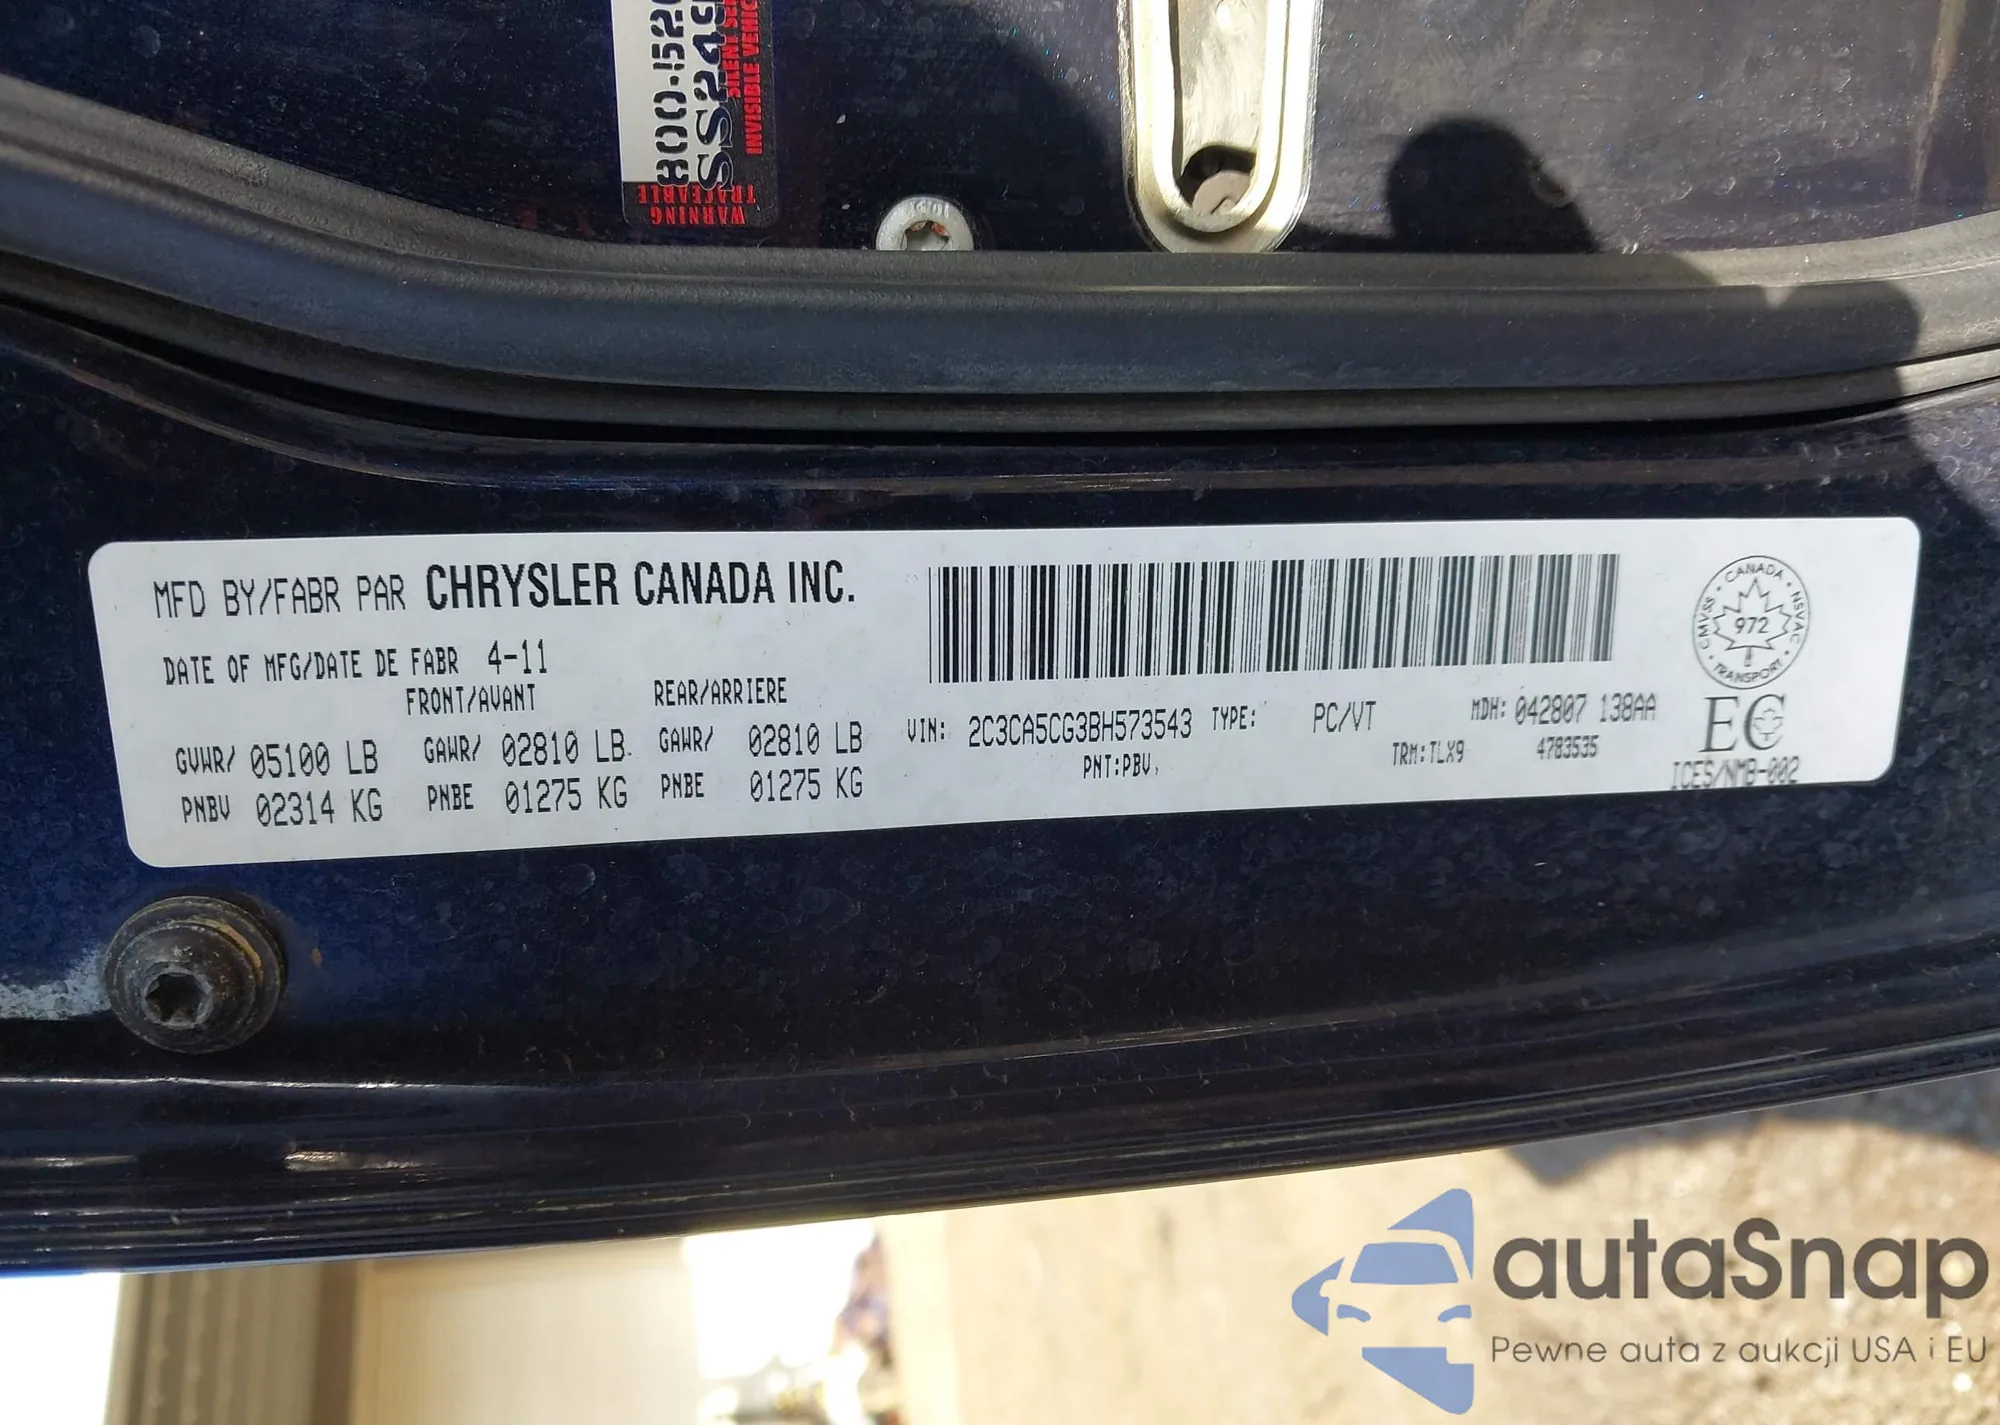 800-1520
SS249
SILENT SE
INVISIBLE VEHIC
WARNING
TRACEABLE
MFD BY/FABR PAR CHRYSLER CANADA INC.
DATE OF MFG/DATE DE FABR 4-11
FRONT/AVANT REAR/ARRIERE
GVWR/ 05100 LB GAWR/ 02810 LB GAWR/ 02810 LB
PNBV 02314 KG PNBE 01275 KG PNBE 01275 KG
VIN: 2C3CA5CG3BH573543 TYPE: PC/VT MDH: 042807 138AA
PNT:PBV, TRM:TLX9 4783535
CANADA
CMVSS 972 NSVAC
TRANSPORT
EC
ICES/NMB-002
autaSnap
Pewne auta z aukcji USA i EU